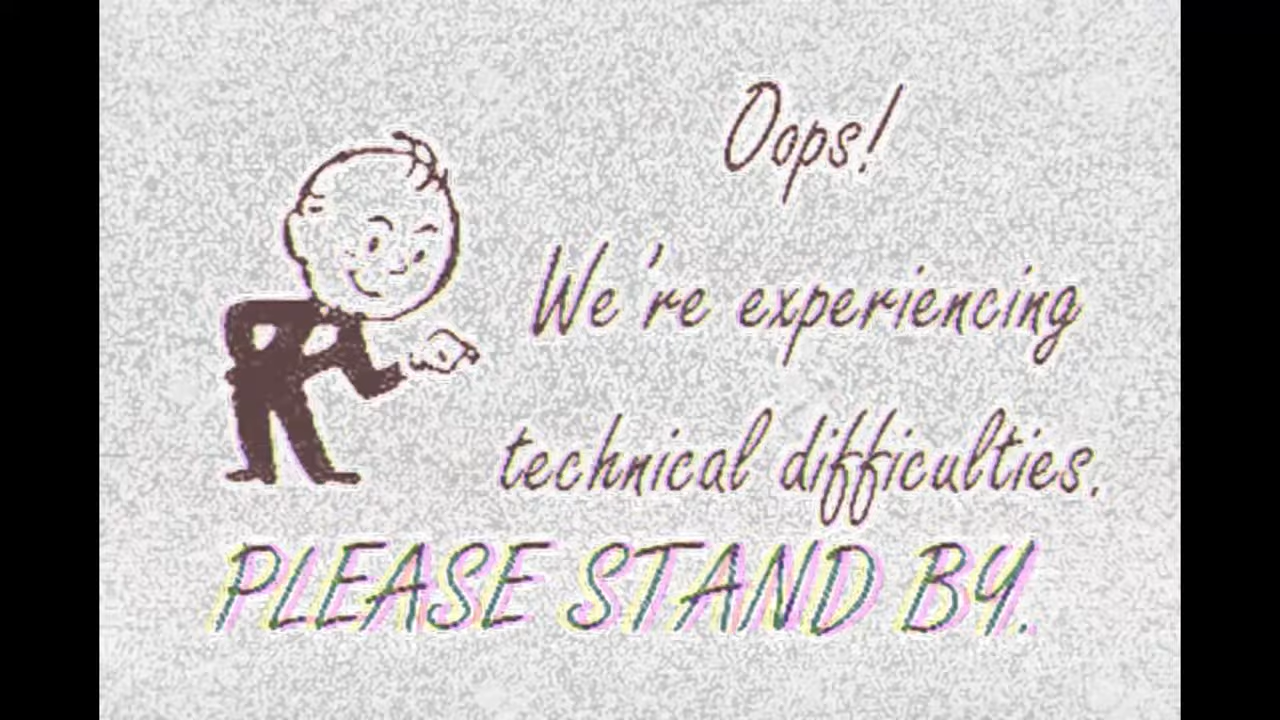 Oops!
We're experiencing
technical difficulties.
PLEASE STAND BY.